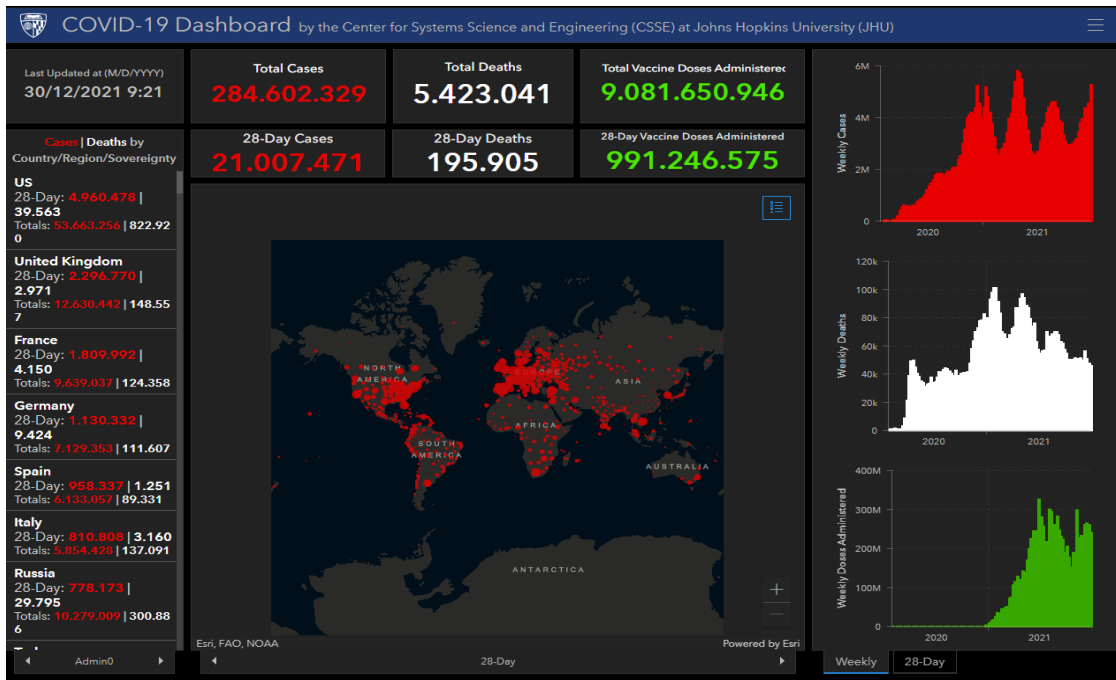 COVID-19 Dashboard by the Center for Systems Science and Engineering (CSSE) at Johns Hopkins University (JHU)
Last Updated at (M/D/YYYY)
30/12/2021 9:21
Total Cases
284.602.329
Total Deaths
5.423.041
Total Vaccine Doses Administerec
9.081.650.946
28-Day Cases
21.007.471
28-Day Deaths
195.905
28-Day Vaccine Doses Administered
991.246.575
Cases | Deaths by
Country/Region/Sovereignty
US
28-Day: 4.960.478 |
39.563
Totals: 53.663.256 | 822.92
0
United Kingdom
28-Day: 2.296.770 |
2.971
Totals: 12.630.442 | 148.55
7
France
28-Day: 1.809.992 |
4.150
Totals: 9.639.037 | 124.358
Germany
28-Day: 1.130.332 |
9.424
Totals: 7.129.353 | 111.607
Spain
28-Day: 958.337 | 1.251
Totals: 6.133.057 | 89.331
Italy
28-Day: 810.808 | 3.160
Totals: 5.854.428 | 137.091
Russia
28-Day: 778.173 |
29.795
Totals: 10.279.009 | 300.88
6
Admin0
NORTH
AMERICA
EUROPE
ASIA
AFRICA
SOUTH
AMERICA
AUSTRALIA
ANTARCTICA
+
Esri, FAO, NOAA
Powered by Esri
28-Day
Weekly Cases
6M
4M
2M
0
2020
2021
Weekly Deaths
120k
100k
80k
60k
40k
20k
0
2020
2021
Weekly Doses Administered
400M
300M
200M
100M
0
2020
2021
Weekly
28-Day